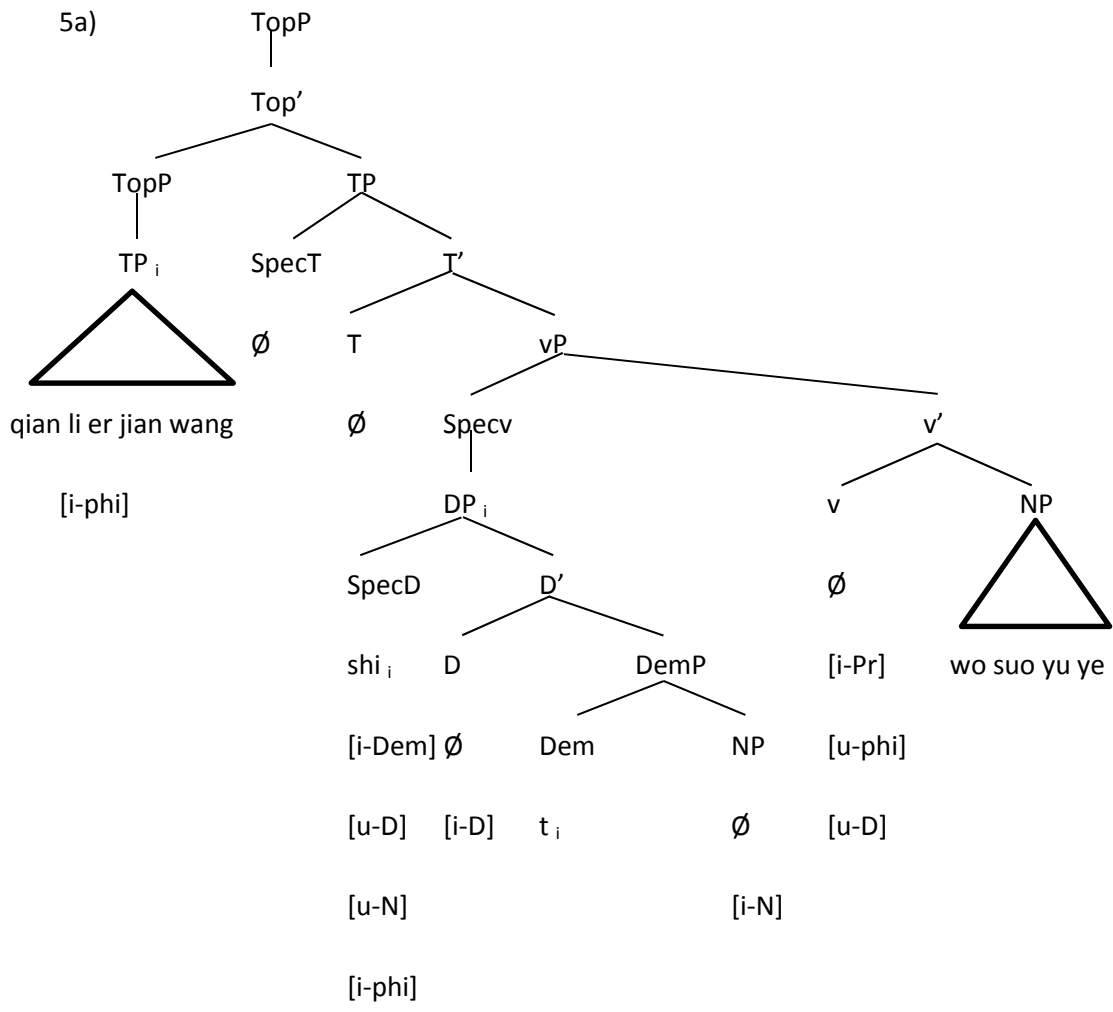 5a) TopP
Top’
TopP TP
TP i SpecT T’
Ø T vP
qian li er jian wang Ø Specv v’
[i-phi] DP i v NP
SpecD D’ Ø
shi i D DemP [i-Pr] wo suo yu ye
[i-Dem] Ø Dem NP [u-phi]
[u-D] [i-D] t i Ø [u-D]
[u-N] [i-N]
[i-phi]